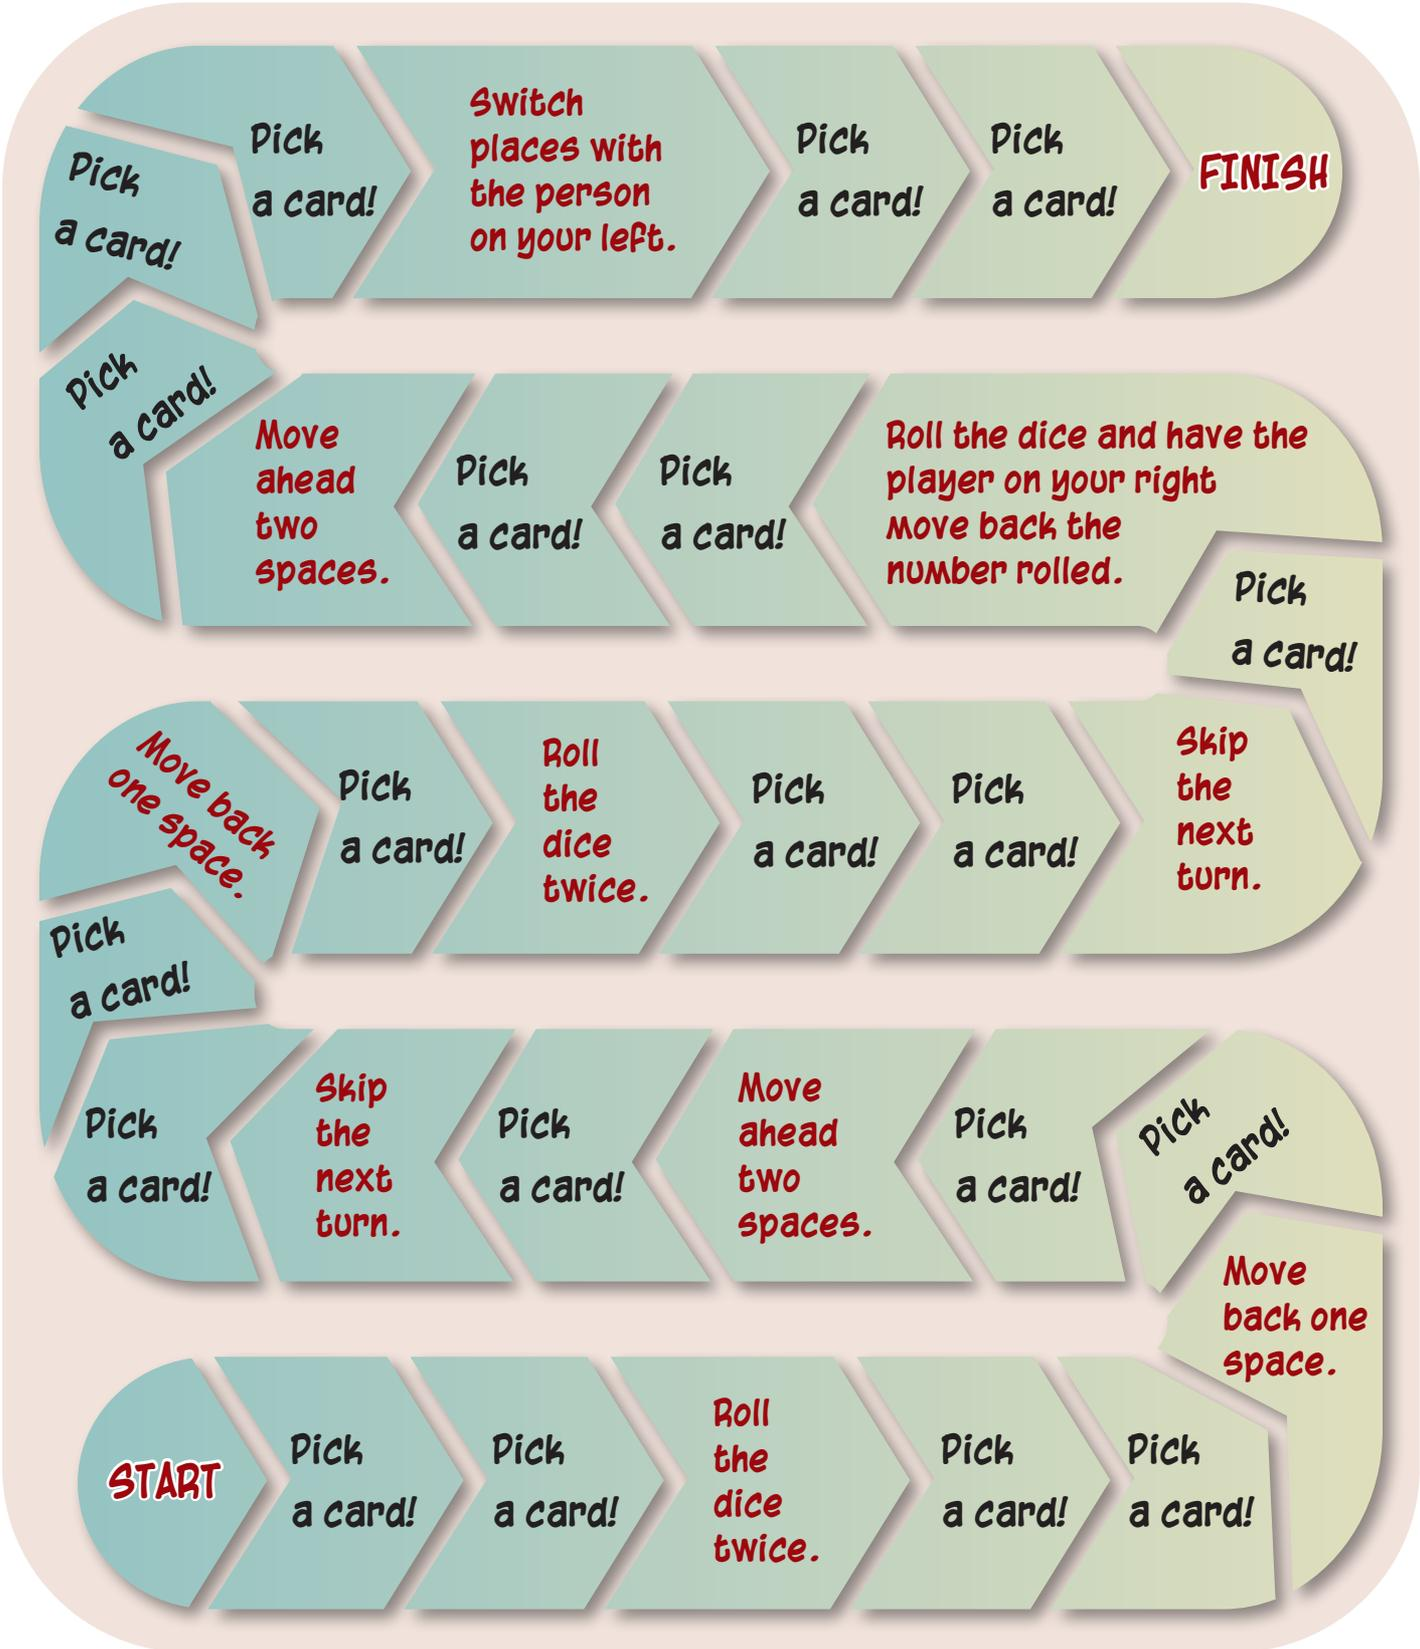 Pick
a card!
Pick
a card!
Switch
places with
the person
on your left.
Pick
a card!
Pick
a card!
FINISH
Pick
a card!
Move
ahead
two
spaces.
Pick
a card!
Pick
a card!
Roll the dice and have the
player on your right
move back the
number rolled.
Pick
a card!
Move back
one space.
Pick
a card!
Roll
the
dice
twice.
Pick
a card!
Pick
a card!
Skip
the
next
turn.
Pick
a card!
Pick
a card!
Skip
the
next
turn.
Pick
a card!
Move
ahead
two
spaces.
Pick
a card!
Pick
a card!
Move
back one
space.
START
Pick
a card!
Pick
a card!
Roll
the
dice
twice.
Pick
a card!
Pick
a card!